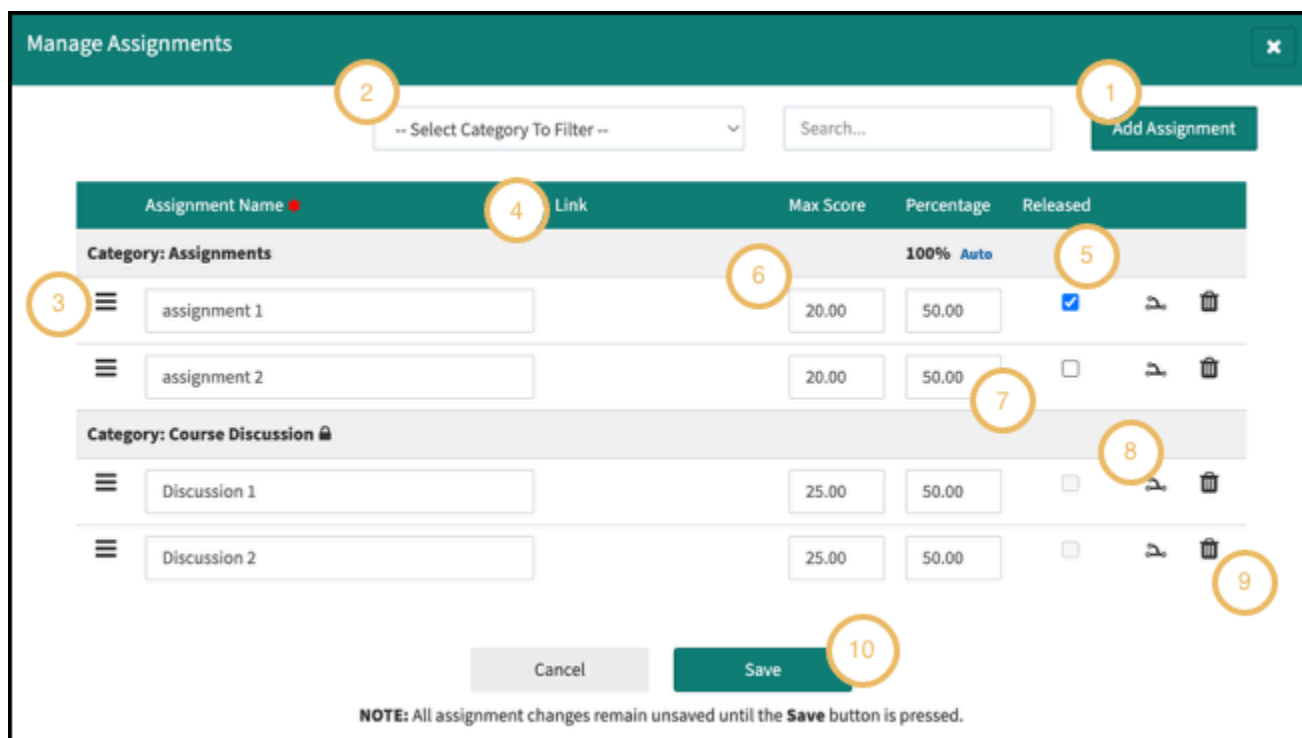 Manage Assignments
2
1
-- Select Category To Filter --
Search...
Add Assignment
Assignment Name
4
Link
Max Score
Percentage
Released
Category: Assignments
6
100% Auto
5
3
assignment 1
20.00
50.00
assignment 2
20.00
50.00
7
Category: Course Discussion
8
Discussion 1
25.00
50.00
Discussion 2
25.00
50.00
9
Cancel
Save
10
NOTE: All assignment changes remain unsaved until the Save button is pressed.